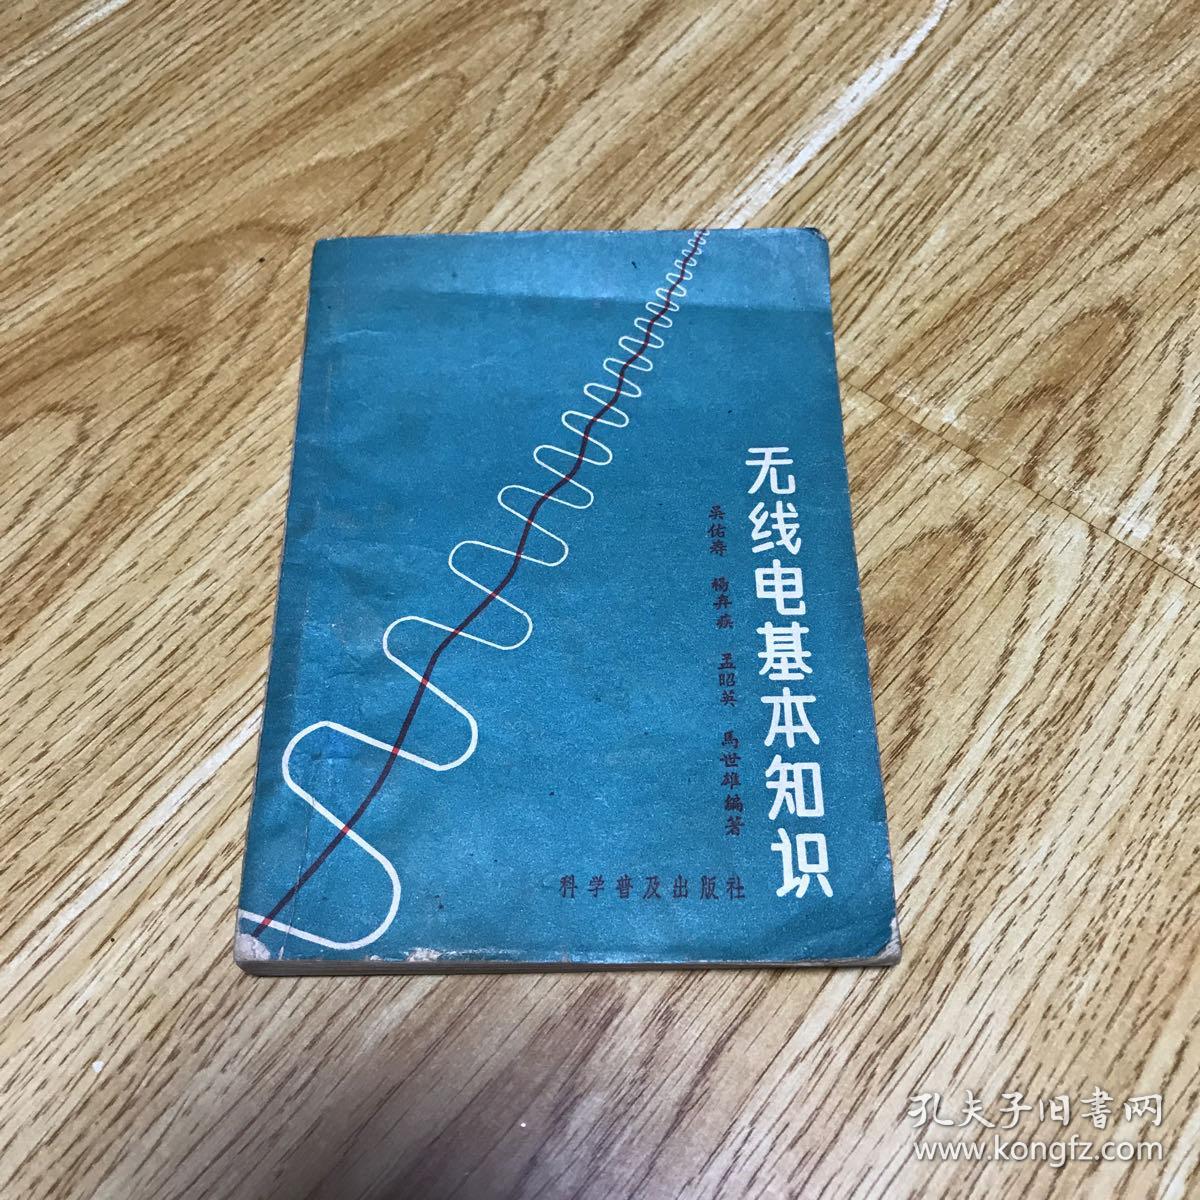 无线电基本知识
吴佑寿 杨弃疾 孟昭英 馬世雄編著
科学普及出版社
孔夫子旧書网
www.kongfz.com